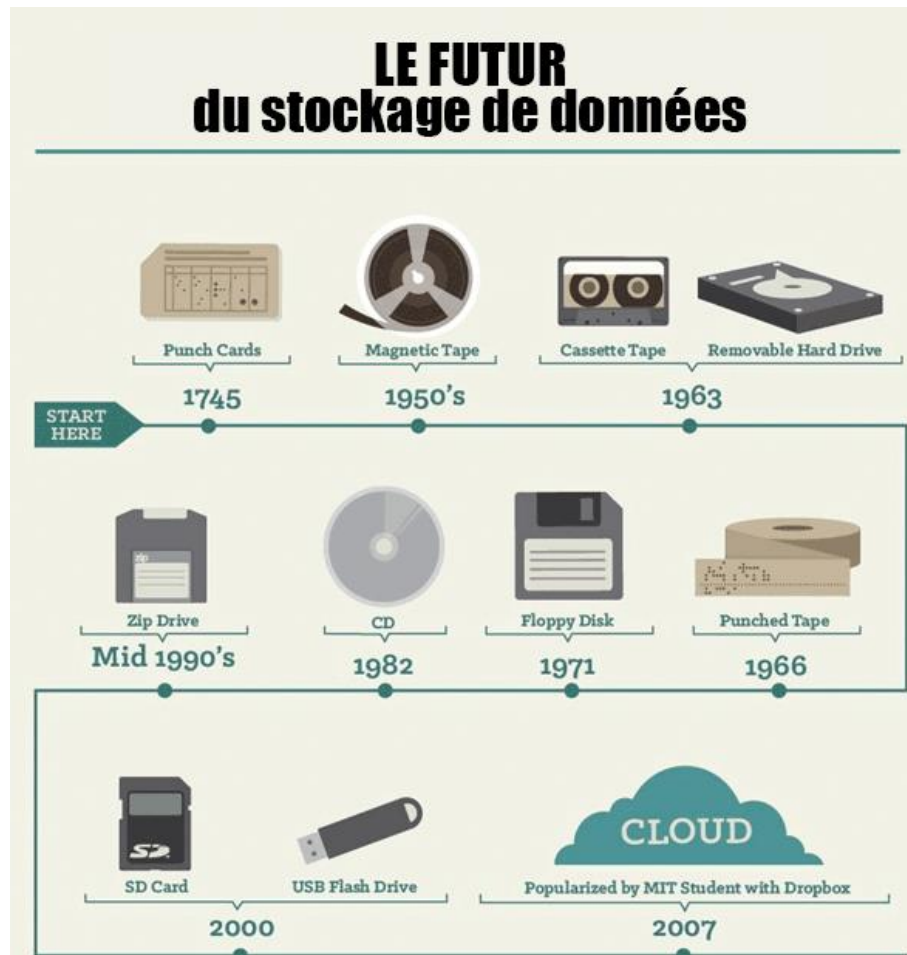 LE FUTUR
du stockage de données
Punch Cards
Magnetic Tape
Cassette Tape
Removable Hard Drive
1745
1950's
1963
START
HERE
zip
Zip Drive
CD
Floppy Disk
Punched Tape
Mid 1990's
1982
1971
1966
SD
CLOUD
SD Card
USB Flash Drive
Popularized by MIT Student with Dropbox
2000
2007